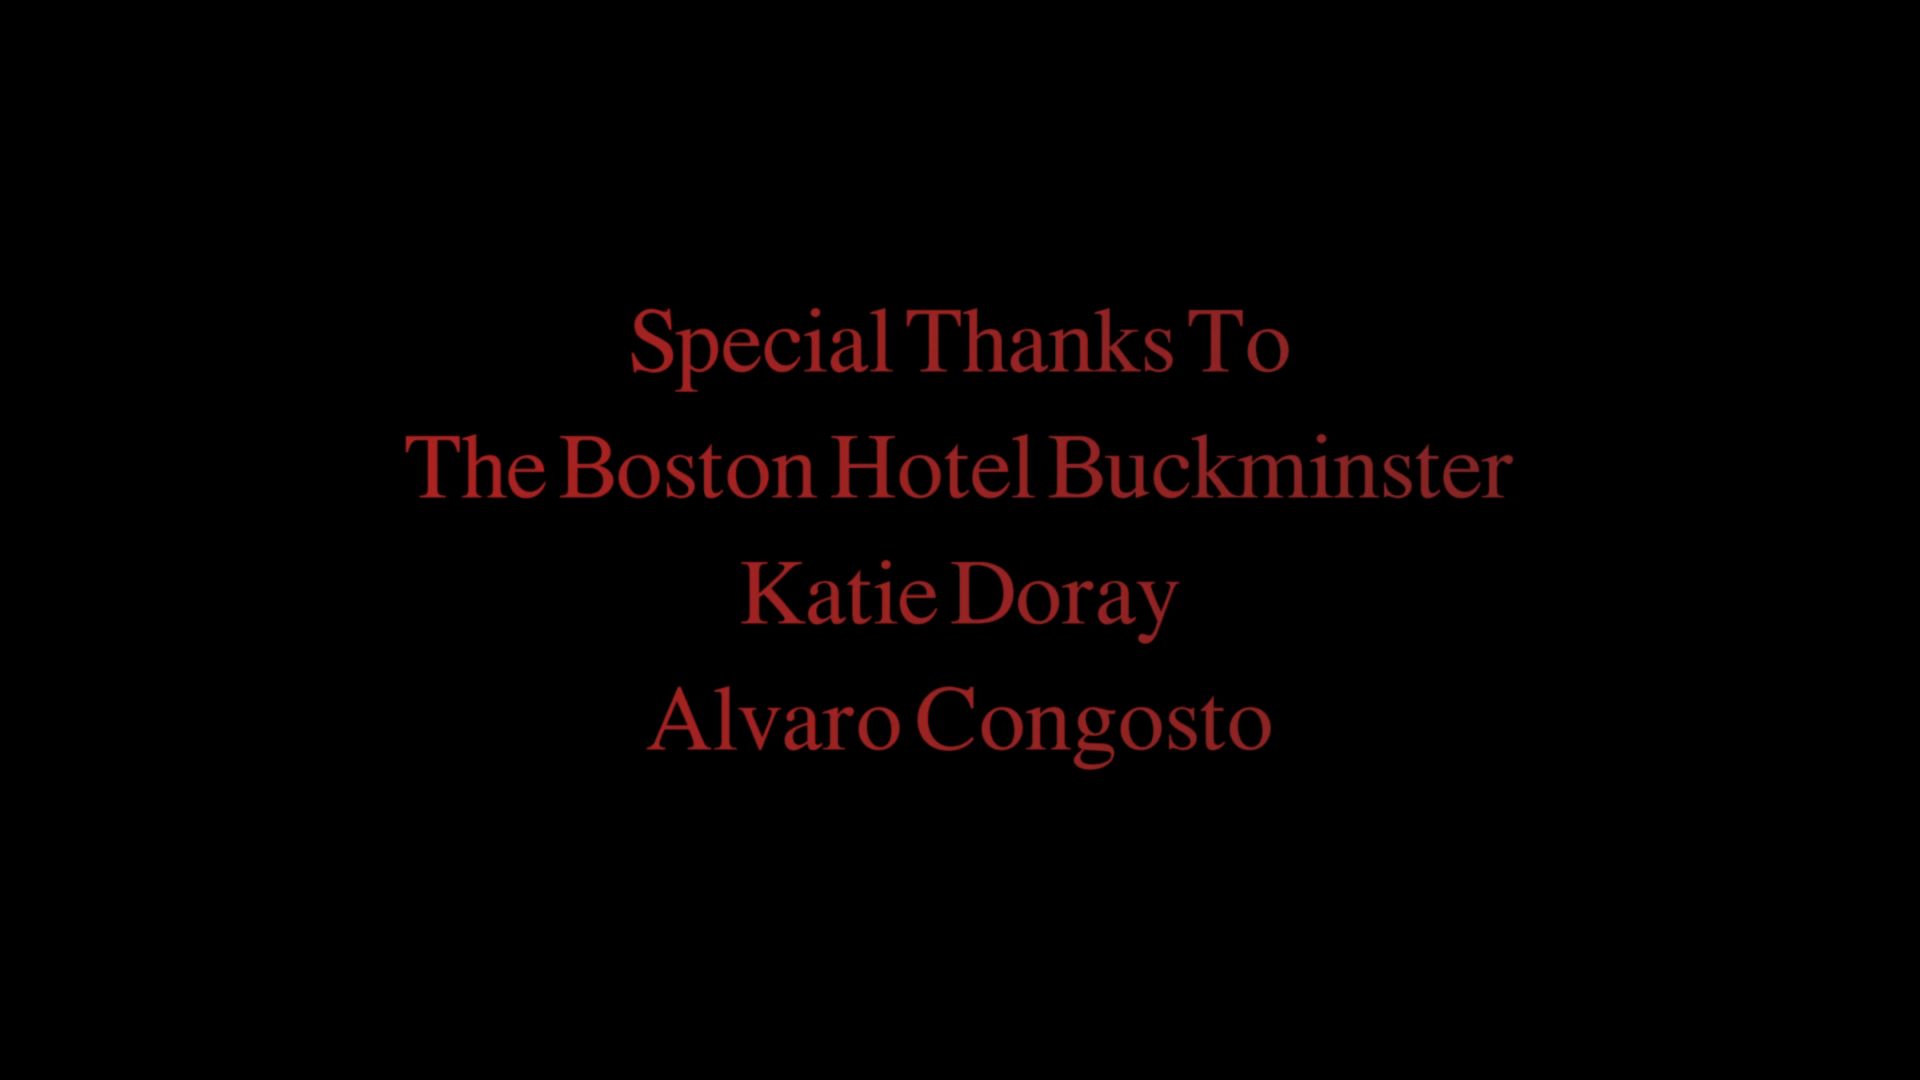 Special Thanks To
The Boston Hotel Buckminster
Katie Doray
Alvaro Congosto